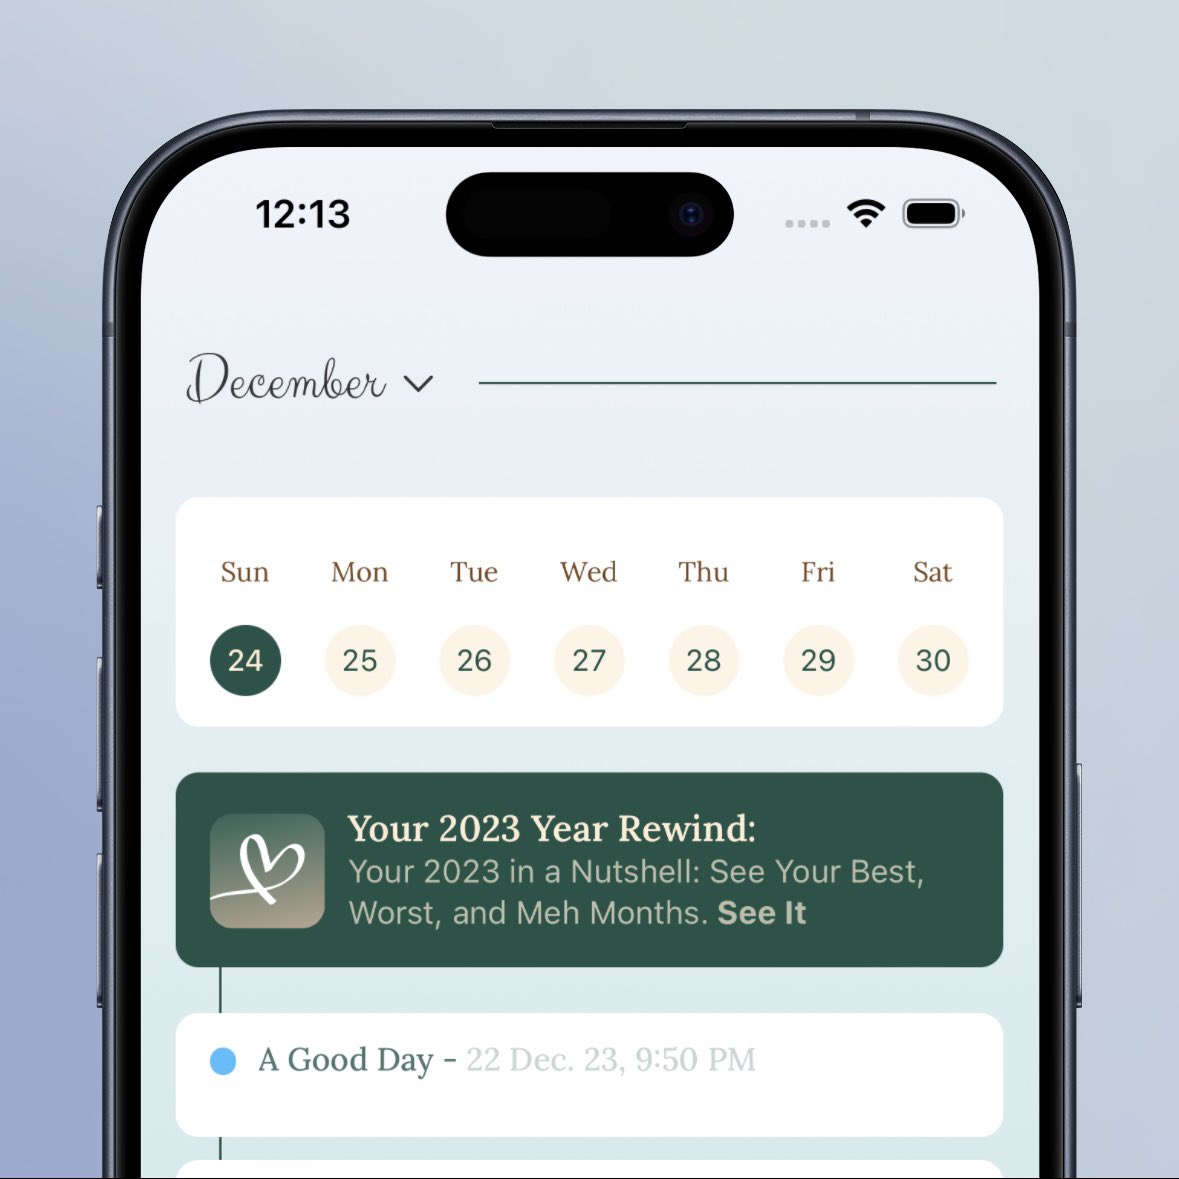 12:13
December
Sun Mon Tue Wed Thu Fri Sat
24 25 26 27 28 29 30
Your 2023 Year Rewind:
Your 2023 in a Nutshell: See Your Best,
Worst, and Meh Months. See It
A Good Day - 22 Dec. 23, 9:50 PM